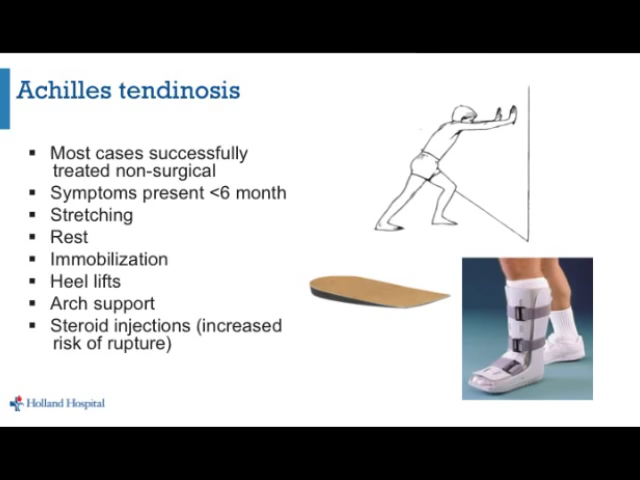 Achilles tendinosis
▪ Most cases successfully
treated non-surgical
▪ Symptoms present <6 month
▪ Stretching
▪ Rest
▪ Immobilization
▪ Heel lifts
▪ Arch support
▪ Steroid injections (increased
risk of rupture)
Holland Hospital